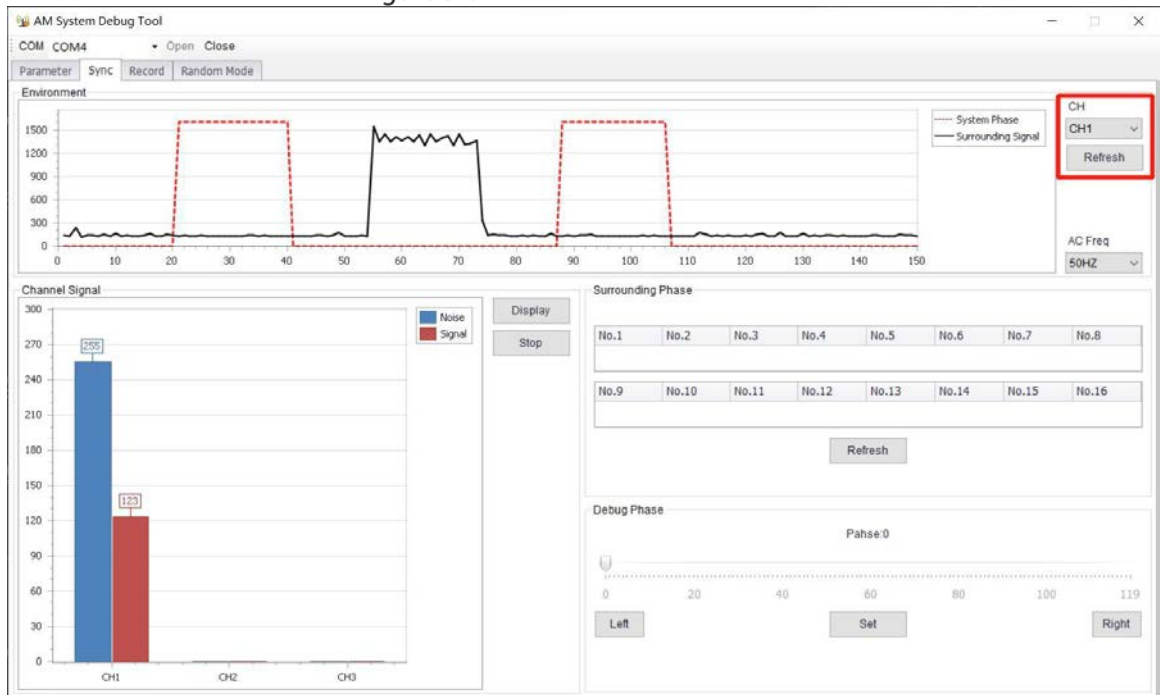 AM System Debug Tool
COM COM4 Open Close
Parameter Sync Record Random Mode
Environment
1500
1200
900
600
300
0
0 10 20 30 40 50 60 70 80 90 100 110 120 130 140 150
System Phase
Surrounding Signal
CH
CH1
Refresh
AC Freq
50HZ
Channel Signal
300
270
240
210
180
150
120
90
60
30
0
255
123
CH1 CH2 CH3
Noise
Signal
Display
Stop
Surrounding Phase
No.1 No.2 No.3 No.4 No.5 No.6 No.7 No.8
No.9 No.10 No.11 No.12 No.13 No.14 No.15 No.16
Refresh
Debug Phase
Pahse:0
0 20 40 60 80 100 119
Left Set Right